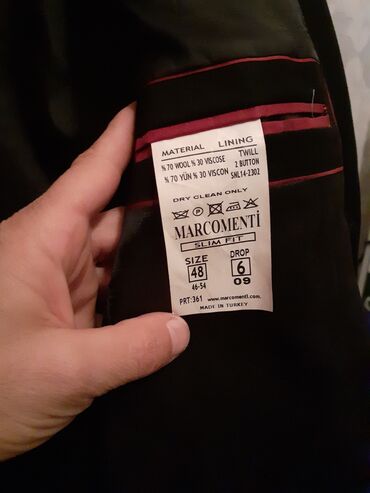 MATERIAL LINING
% 70 WOOL % 30 VISCOSE TWILL
% 70 YÜN % 30 VISCON 2 BUTTON
SNL14-2302
DRY CLEAN ONLY
MARCOMENTİ
SLIM FIT
SIZE DROP
48 6
46-54 09
PRT:361 www.marcomenti.com
MADE IN TURKEY